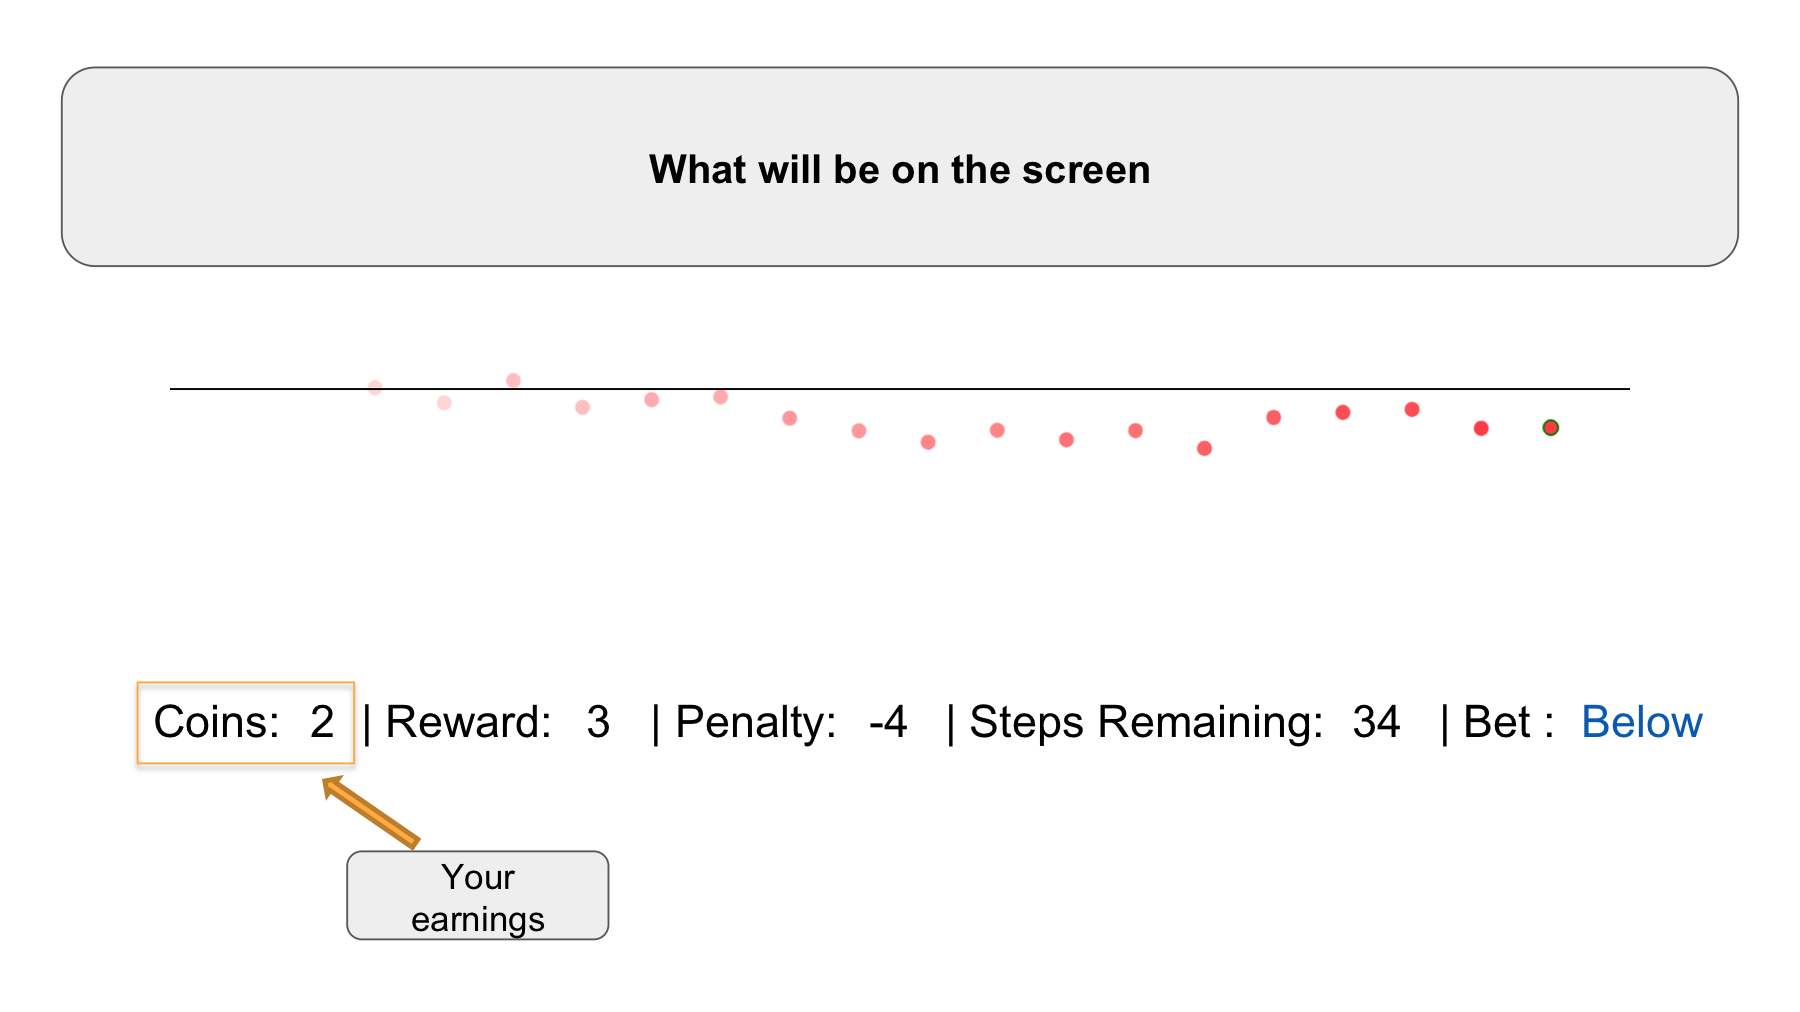 What will be on the screen
Coins: 2 | Reward: 3 | Penalty: -4 | Steps Remaining: 34 | Bet : Below
Your
earnings